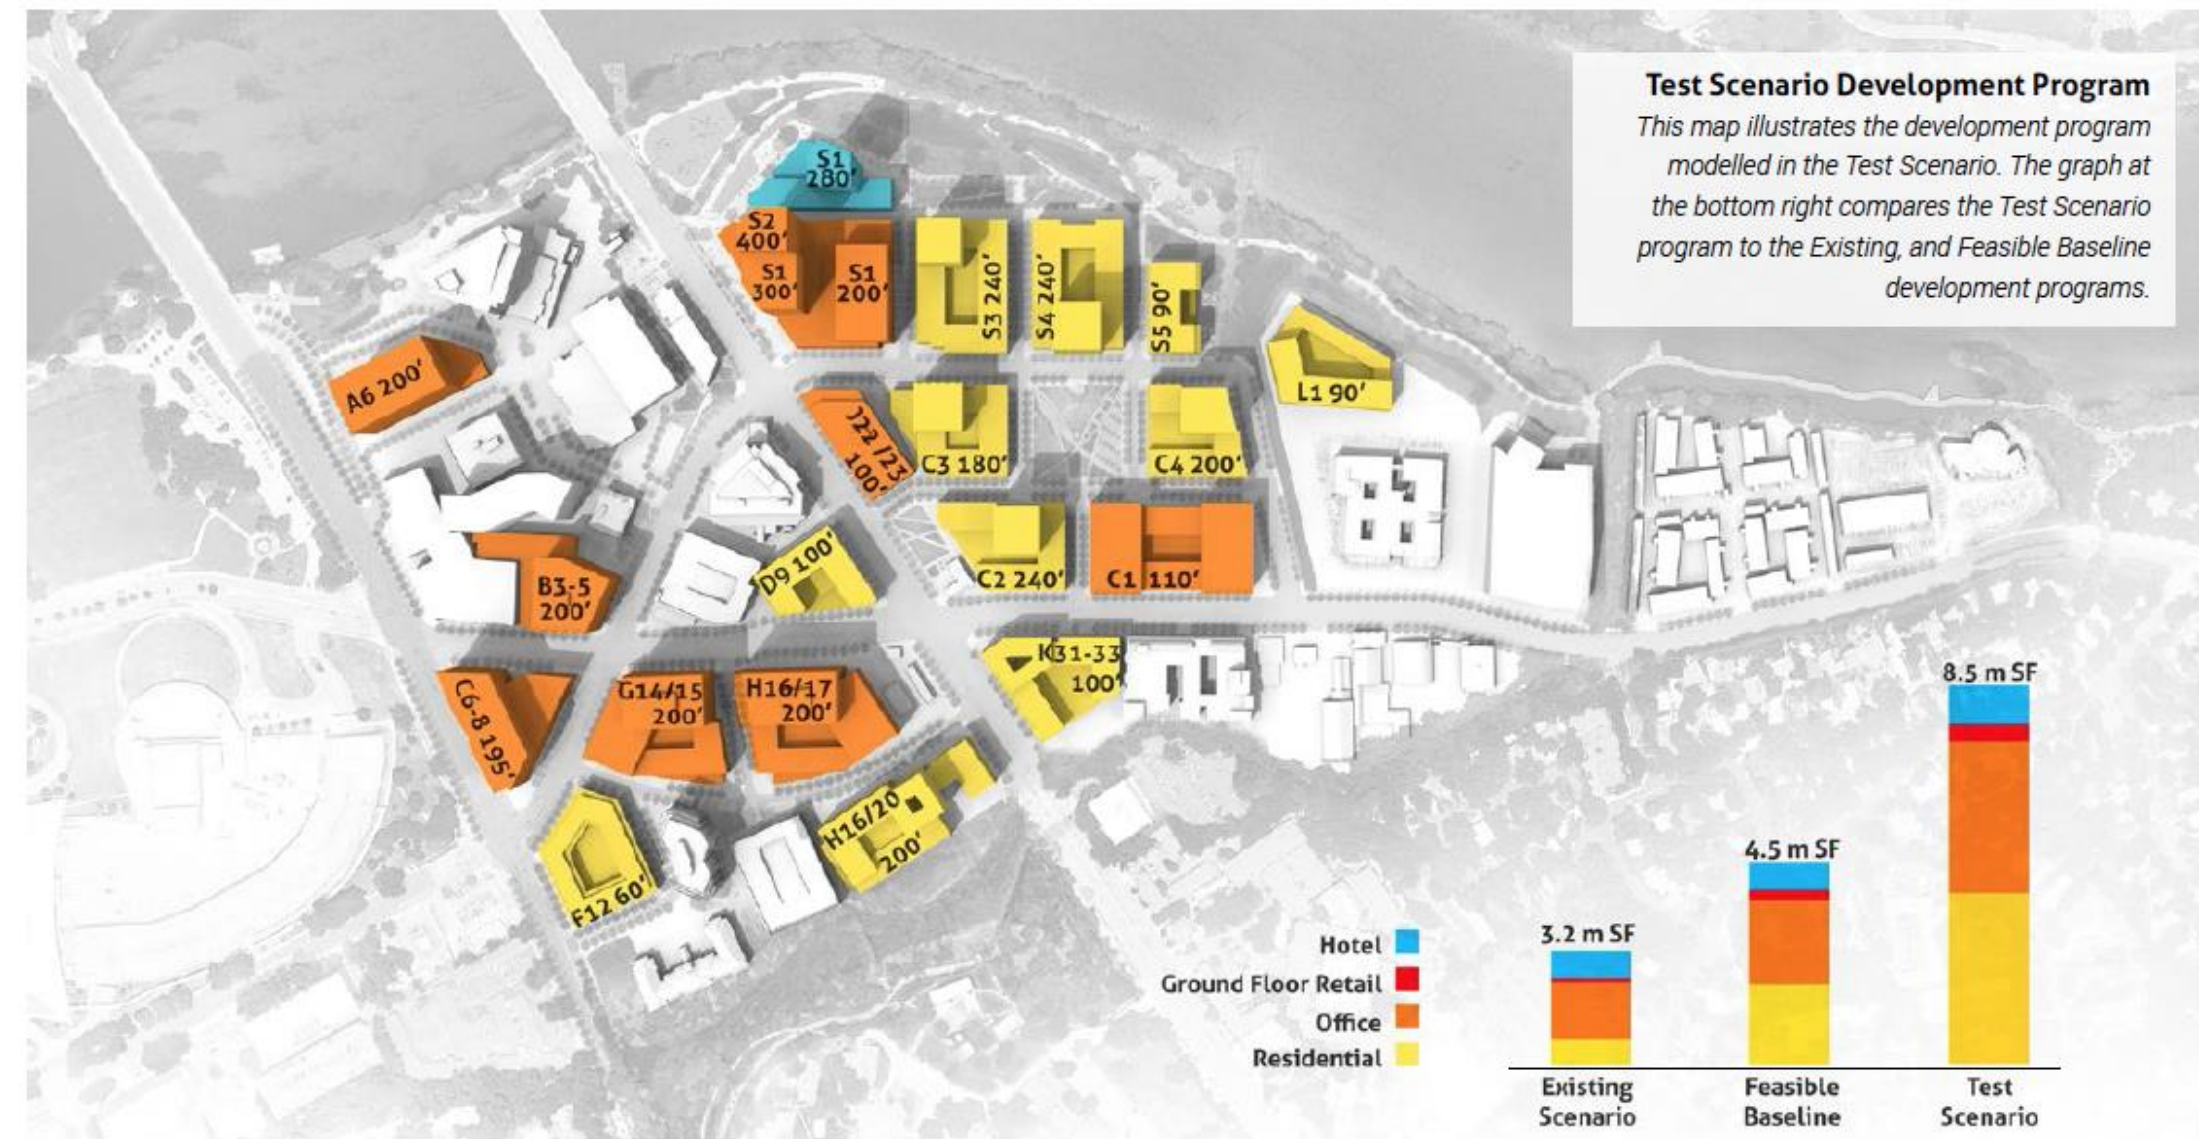 Test Scenario Development Program
This map illustrates the development program
modelled in the Test Scenario. The graph at
the bottom right compares the Test Scenario
program to the Existing, and Feasible Baseline
development programs.
S1
280'
S2
400'
S1
300'
S1
200'
S3 240'
S4 240'
S5 90'
L1 90'
A6 200'
J22/23
100'
C3 180'
C4 200'
C2 240'
C1 110'
D9 100'
B3-5
200'
K31-33
100'
C6-8 195'
G14/15
200'
H16/17
200'
H16/20
200'
F12 60'
Hotel
Ground Floor Retail
Office
Residential
3.2 m SF
4.5 m SF
8.5 m SF
Existing
Scenario
Feasible
Baseline
Test
Scenario